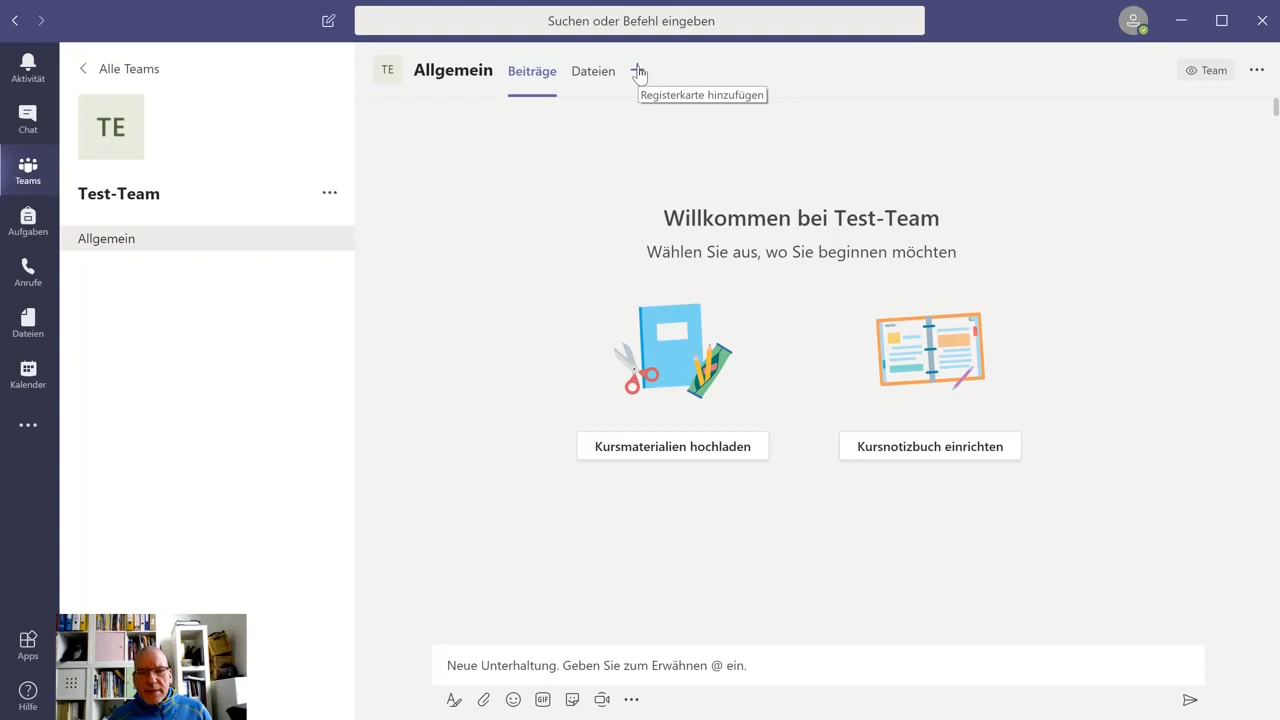 Suchen oder Befehl eingeben
Aktivität
Chat
Teams
Aufgaben
Anrufe
Dateien
Kalender
Apps
Hilfe
Alle Teams
TE
Test-Team
Allgemein
TE
Allgemein
Beiträge
Dateien
Registerkarte hinzufügen
Team
Willkommen bei Test-Team
Wählen Sie aus, wo Sie beginnen möchten
Kursmaterialien hochladen
Kursnotizbuch einrichten
Neue Unterhaltung. Geben Sie zum Erwähnen @ ein.
GIF